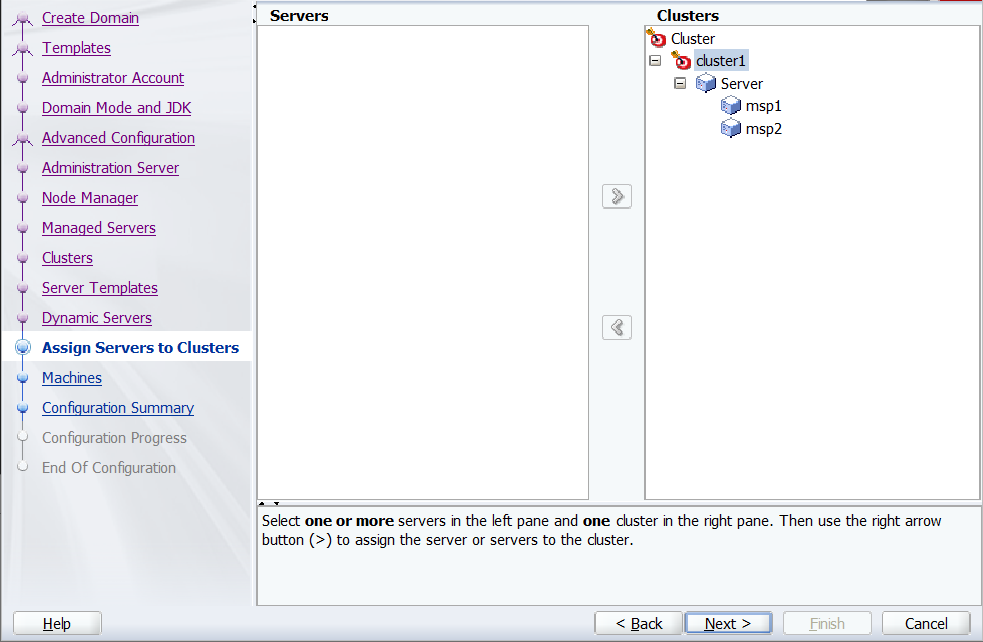 Create Domain
Templates
Administrator Account
Domain Mode and JDK
Advanced Configuration
Administration Server
Node Manager
Managed Servers
Clusters
Server Templates
Dynamic Servers
Assign Servers to Clusters
Machines
Configuration Summary
Configuration Progress
End Of Configuration
Servers
Clusters
Cluster
cluster1
Server
msp1
msp2
Select one or more servers in the left pane and one cluster in the right pane. Then use the right arrow
button (>) to assign the server or servers to the cluster.
Help
< Back
Next >
Finish
Cancel